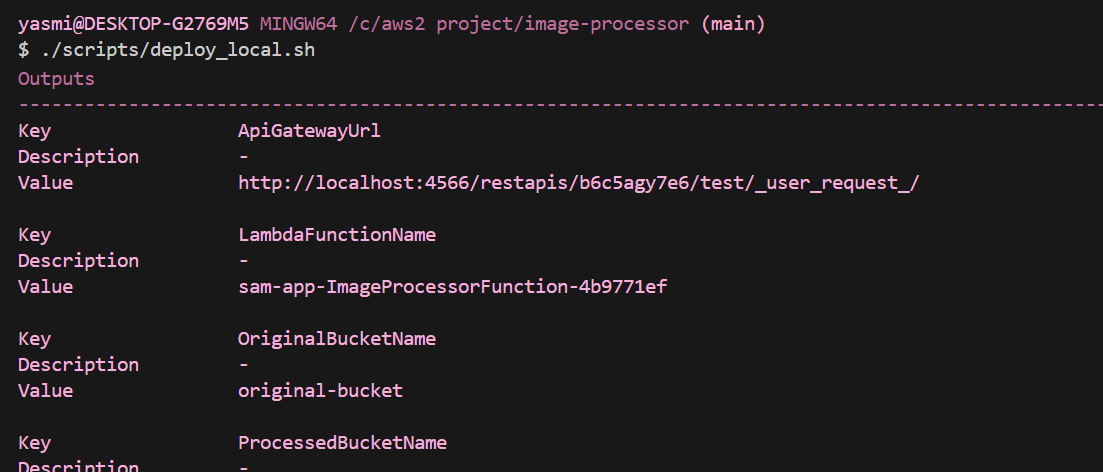 yasmi@DESKTOP-G2769M5 MINGW64 /c/aws2 project/image-processor (main)
$ ./scripts/deploy_local.sh
Outputs
----------------------------------------------------------------------------------------------------
Key ApiGatewayUrl
Description -
Value http://localhost:4566/restapis/b6c5agy7e6/test/_user_request_/
Key LambdaFunctionName
Description -
Value sam-app-ImageProcessorFunction-4b9771ef
Key OriginalBucketName
Description -
Value original-bucket
Key ProcessedBucketName
Description -